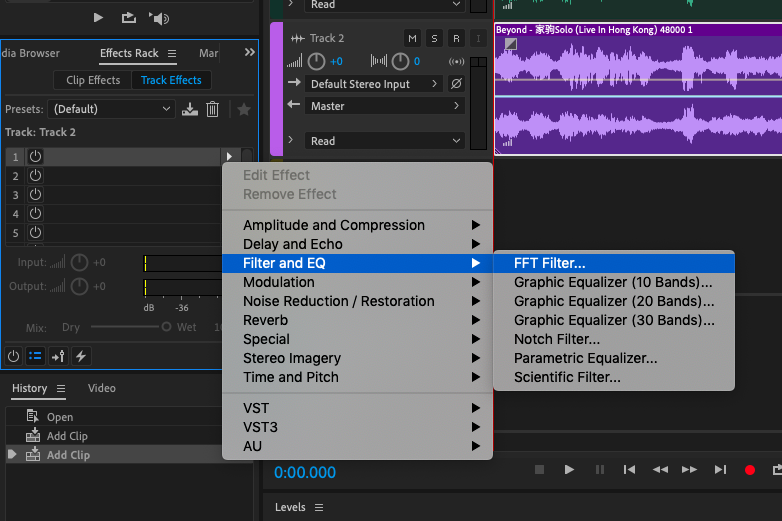 Read
dia Browser
Effects Rack
Mar
Clip Effects
Track Effects
Presets:
(Default)
Track: Track 2
1
2
3
4
5
Input:
+0
Output:
+0
dB
-36
Mix:
Dry
Wet
History
Video
Open
Add Clip
Add Clip
Track 2
M
S
R
I
+0
0
Default Stereo Input
Master
Read
Beyond - 家驹Solo (Live In Hong Kong) 48000 1
Edit Effect
Remove Effect
Amplitude and Compression
Delay and Echo
Filter and EQ
Modulation
Noise Reduction / Restoration
Reverb
Special
Stereo Imagery
Time and Pitch
VST
VST3
AU
FFT Filter...
Graphic Equalizer (10 Bands)...
Graphic Equalizer (20 Bands)...
Graphic Equalizer (30 Bands)...
Notch Filter...
Parametric Equalizer...
Scientific Filter...
0:00.000
Levels